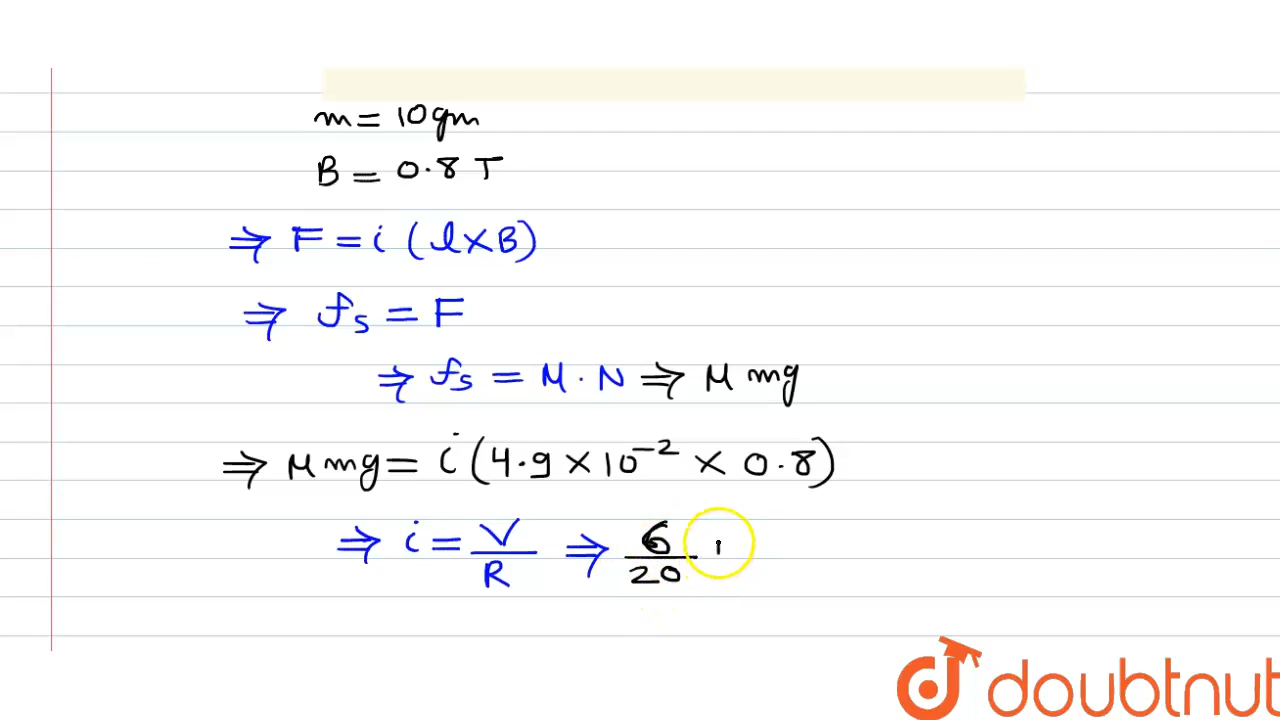 m = 10gm
B = 0.8 T
⇒ F = i (l×B)
⇒ fs = F
⇒ fs = μ . N ⇒ μ mg
⇒ μ mg = i (4.9 × 10⁻² × 0.8)
⇒ i = V/R ⇒ 6/20
doubtnut